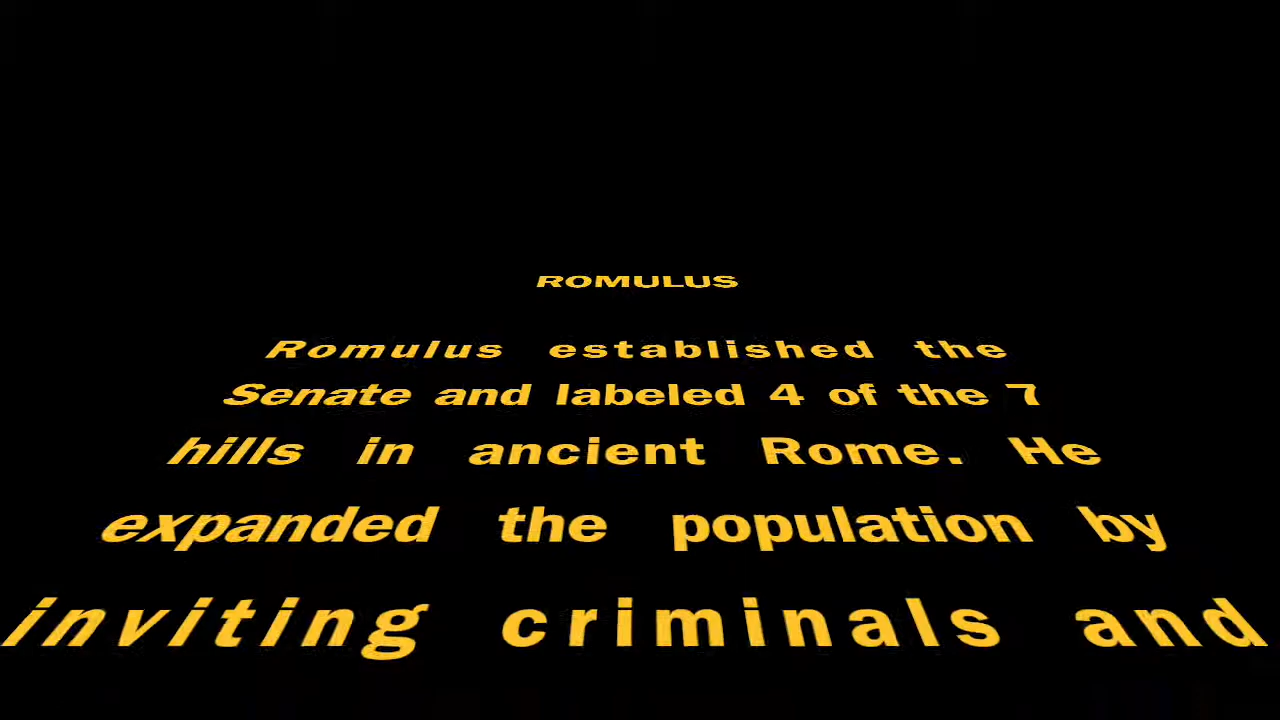 ROMULUS
Romulus established the
Senate and labeled 4 of the 7
hills in ancient Rome. He
expanded the population by
inviting criminals and